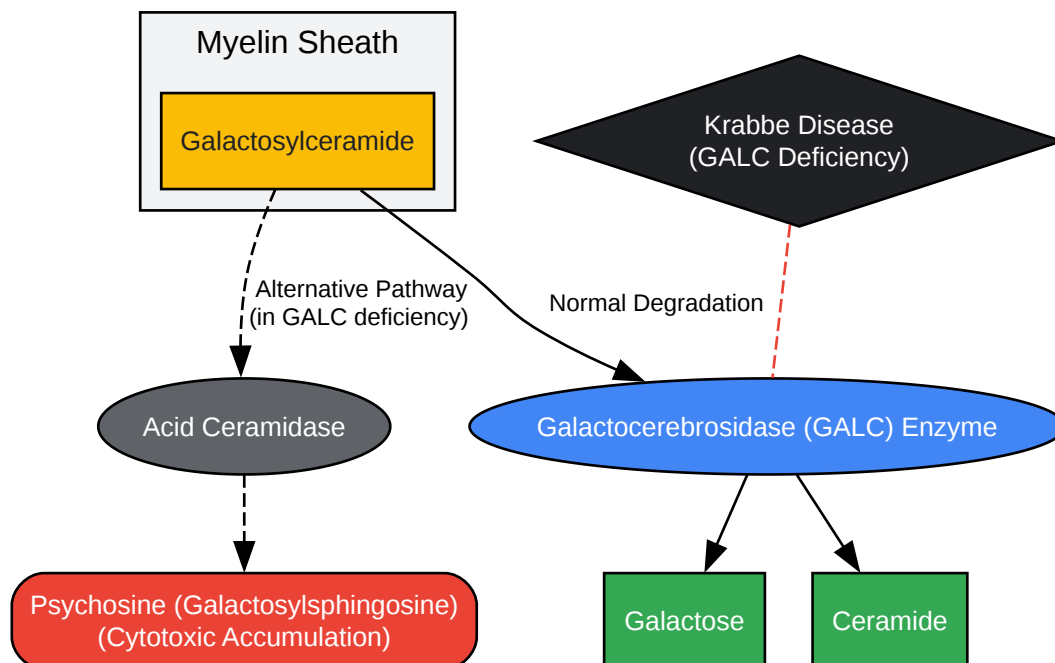 Myelin Sheath
Galactosylceramide
Krabbe Disease
(GALC Deficiency)
Alternative Pathway
(in GALC deficiency)
Normal Degradation
Acid Ceramidase
Galactocerebrosidase (GALC) Enzyme
Psychosine (Galactosylsphingosine)
(Cytotoxic Accumulation)
Galactose
Ceramide